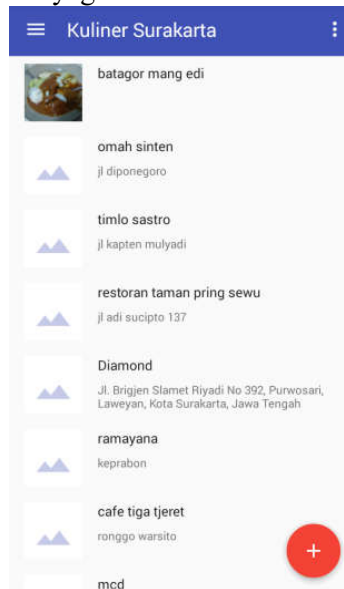 Kuliner Surakarta
batagor mang edi
omah sinten
jl diponegoro
timlo sastro
jl kapten mulyadi
restoran taman pring sewu
jl adi sucipto 137
Diamond
Jl. Brigjen Slamet Riyadi No 392, Purwosari,
Laweyan, Kota Surakarta, Jawa Tengah
ramayana
keprabon
cafe tiga tjeret
ronggo warsito
mcd